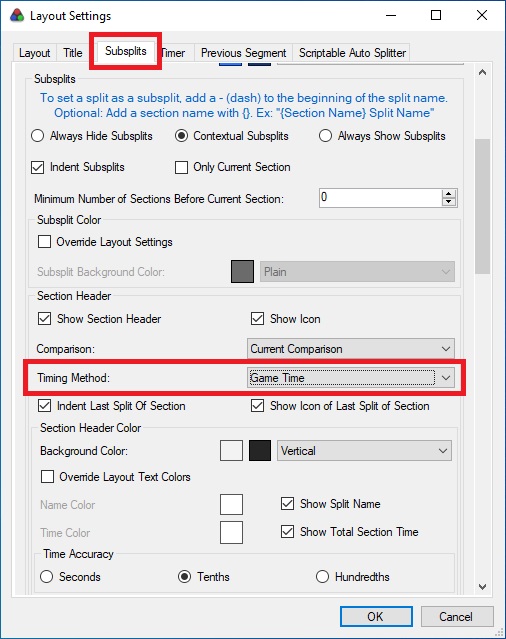 Layout Settings
Layout Title Subsplits Timer Previous Segment Scriptable Auto Splitter
Subsplits
To set a split as a subsplit, add a - (dash) to the beginning of the split name.
Optional: Add a section name with {}. Ex: "{Section Name} Split Name"
Always Hide Subsplits Contextual Subsplits Always Show Subsplits
Indent Subsplits Only Current Section
Minimum Number of Sections Before Current Section: 0
Subsplit Color
Override Layout Settings
Subsplit Background Color: Plain
Section Header
Show Section Header Show Icon
Comparison: Current Comparison
Timing Method: Game Time
Indent Last Split Of Section Show Icon of Last Split of Section
Section Header Color
Background Color: Vertical
Override Layout Text Colors
Name Color Show Split Name
Time Color Show Total Section Time
Time Accuracy
Seconds Tenths Hundredths
OK Cancel